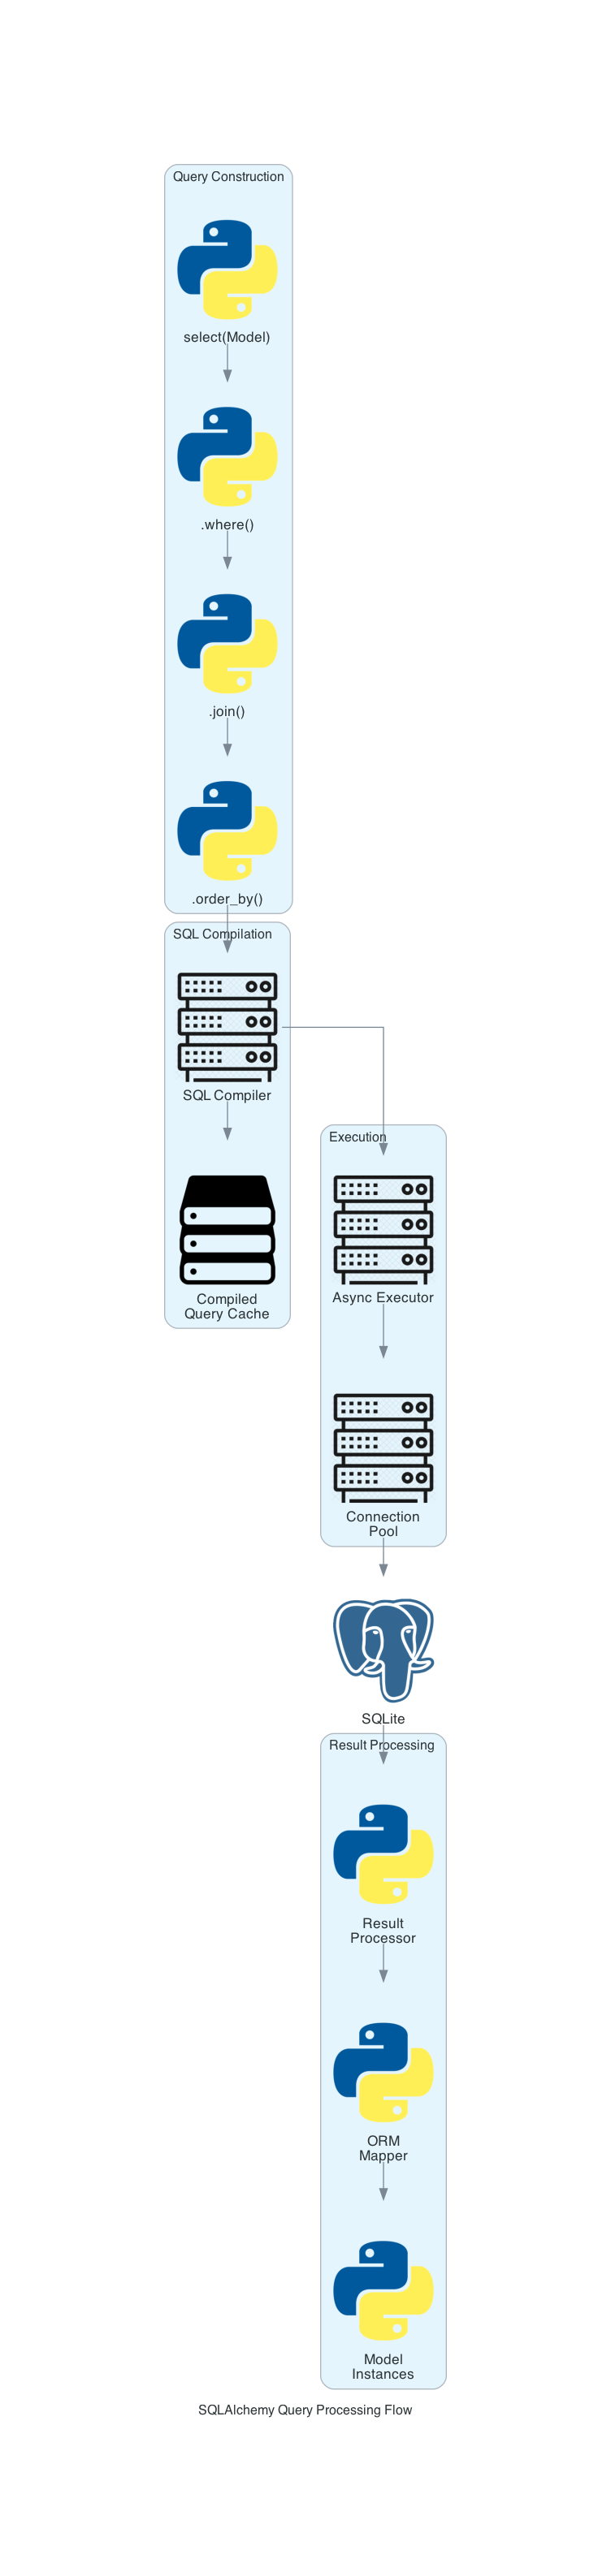 Query Construction
select(Model)
.where()
.join()
.order_by()
SQL Compilation
SQL Compiler
Compiled
Query Cache
Execution
Async Executor
Connection
Pool
SQLite
Result Processing
Result
Processor
ORM
Mapper
Model
Instances
SQLAlchemy Query Processing Flow